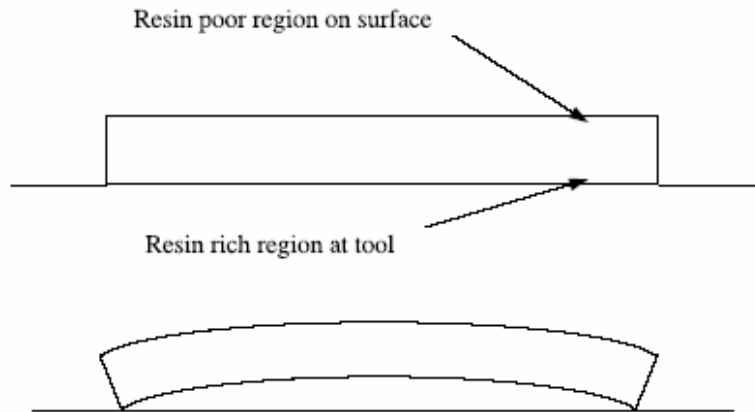 Resin poor region on surface
Resin rich region at tool